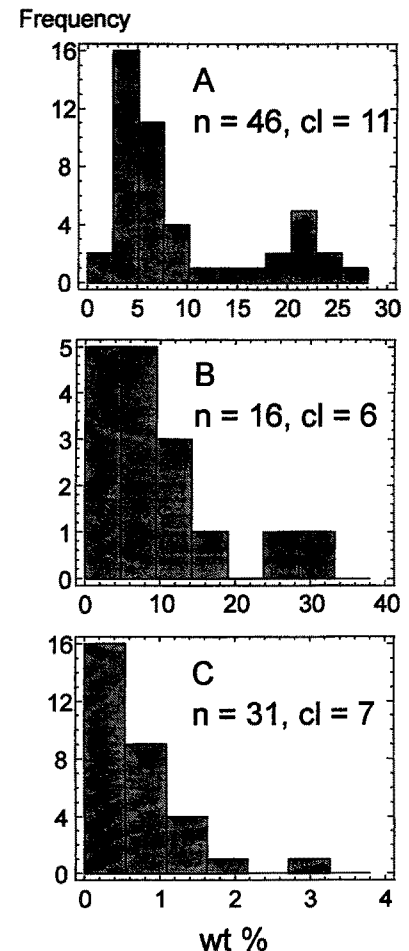 Frequency
16
12
8
4
0
A
n = 46, cl = 11
0 5 10 15 20 25 30
5
4
3
2
1
0
B
n = 16, cl = 6
0 10 20 30 40
16
12
8
4
0
C
n = 31, cl = 7
0 1 2 3 4
wt %